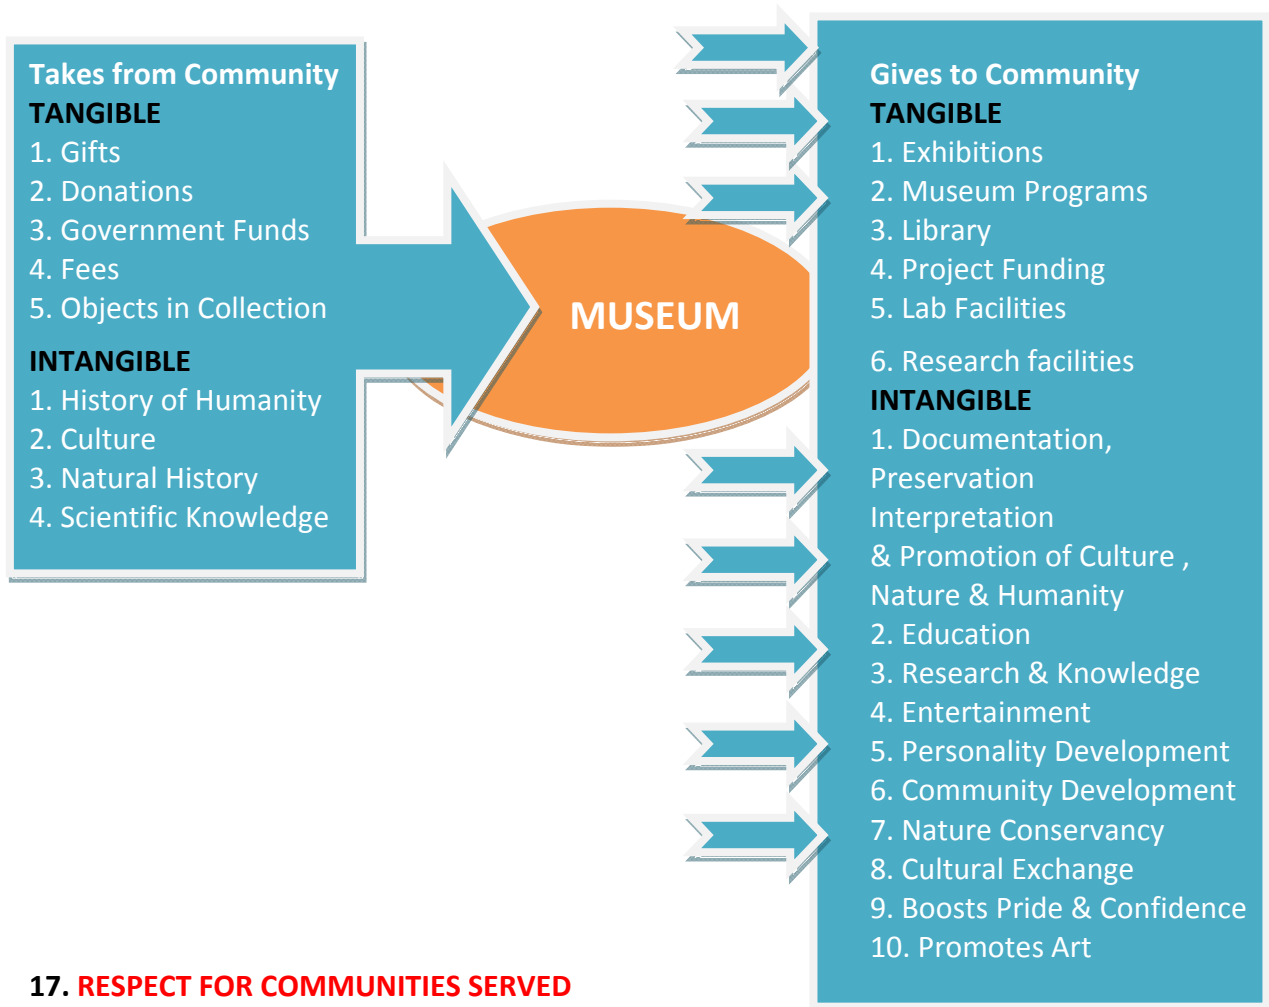 Takes from Community
TANGIBLE
1. Gifts
2. Donations
3. Government Funds
4. Fees
5. Objects in Collection
INTANGIBLE
1. History of Humanity
2. Culture
3. Natural History
4. Scientific Knowledge
MUSEUM
Gives to Community
TANGIBLE
1. Exhibitions
2. Museum Programs
3. Library
4. Project Funding
5. Lab Facilities
6. Research facilities
INTANGIBLE
1. Documentation,
Preservation
Interpretation
& Promotion of Culture ,
Nature & Humanity
2. Education
3. Research & Knowledge
4. Entertainment
5. Personality Development
6. Community Development
7. Nature Conservancy
8. Cultural Exchange
9. Boosts Pride & Confidence
10. Promotes Art
17. RESPECT FOR COMMUNITIES SERVED